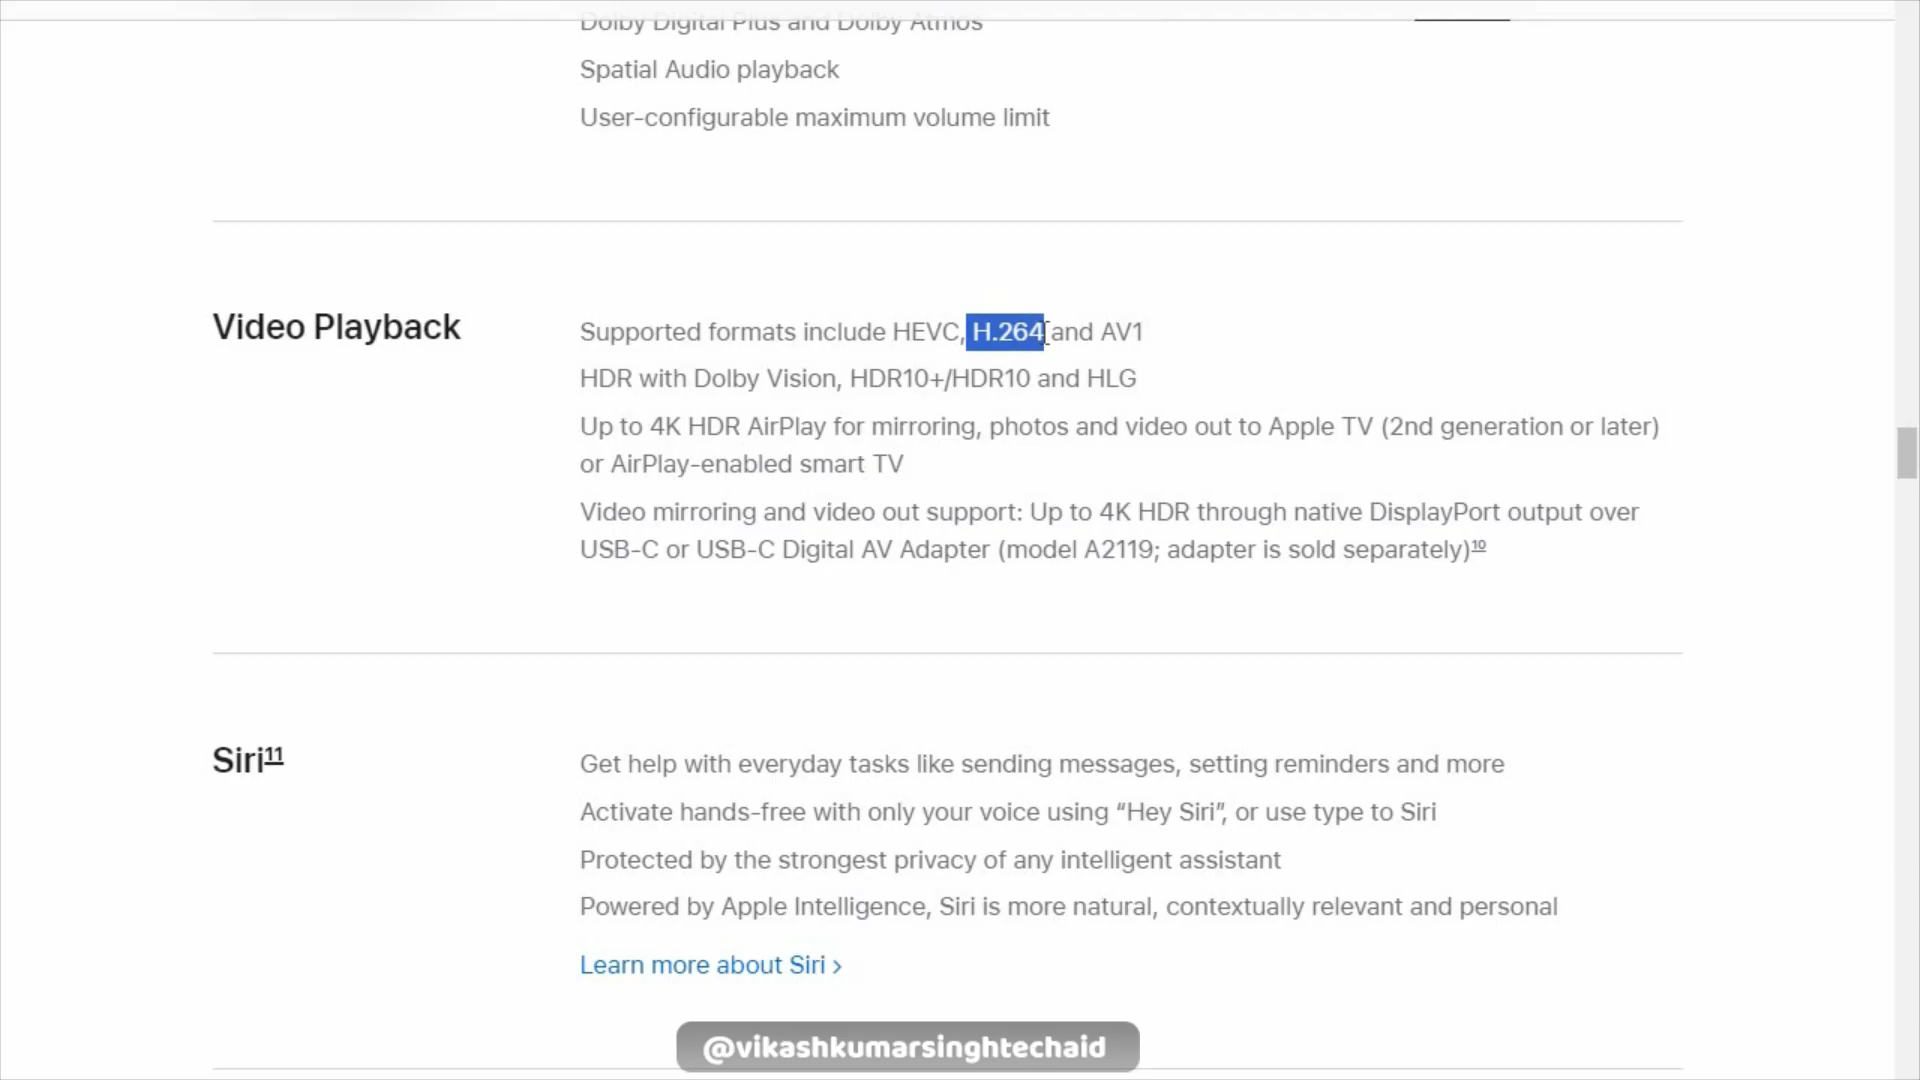 Dolby Digital Plus and Dolby Atmos
Spatial Audio playback
User-configurable maximum volume limit
Video Playback
Supported formats include HEVC, H.264 and AV1
HDR with Dolby Vision, HDR10+/HDR10 and HLG
Up to 4K HDR AirPlay for mirroring, photos and video out to Apple TV (2nd generation or later)
or AirPlay-enabled smart TV
Video mirroring and video out support: Up to 4K HDR through native DisplayPort output over
USB-C or USB-C Digital AV Adapter (model A2119; adapter is sold separately)10
Siri11
Get help with everyday tasks like sending messages, setting reminders and more
Activate hands-free with only your voice using “Hey Siri”, or use type to Siri
Protected by the strongest privacy of any intelligent assistant
Powered by Apple Intelligence, Siri is more natural, contextually relevant and personal
Learn more about Siri >
@vikashkumarsinghtechaid